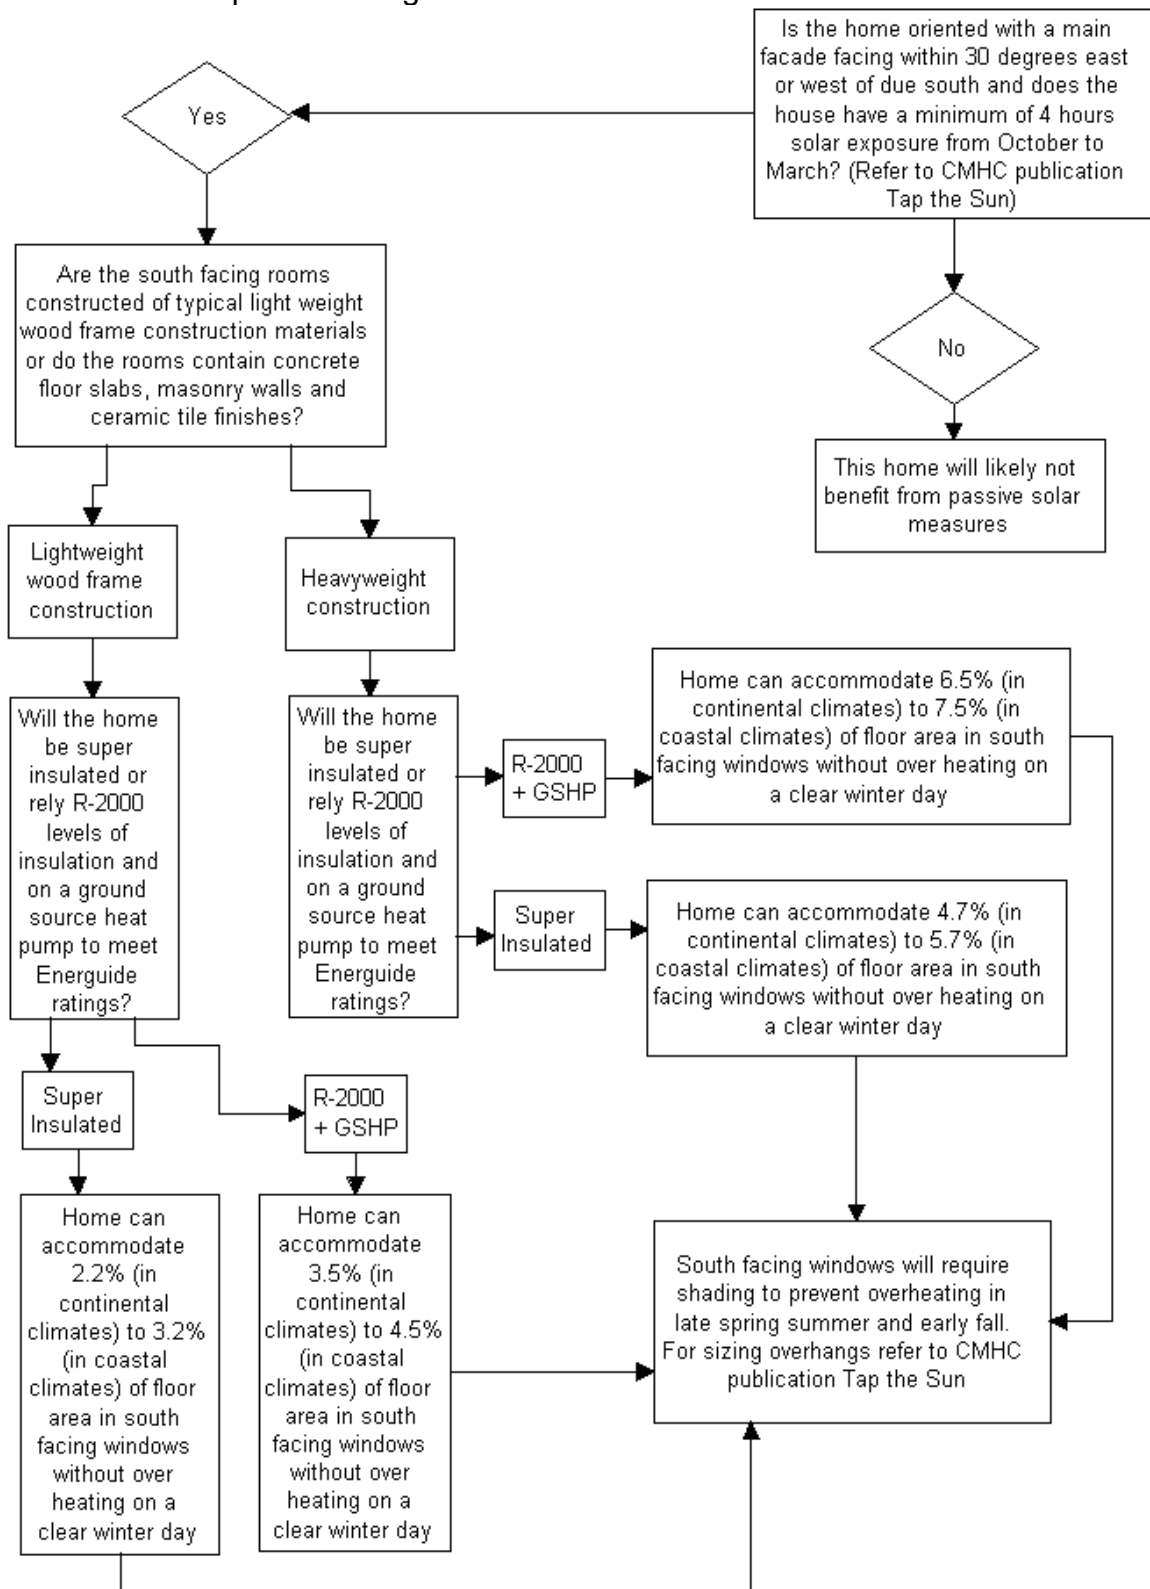 Is the home oriented with a main
facade facing within 30 degrees east
or west of due south and does the
house have a minimum of 4 hours
solar exposure from October to
March? (Refer to CMHC publication
Tap the Sun)
Yes
No
This home will likely not
benefit from passive solar
measures
Are the south facing rooms
constructed of typical light weight
wood frame construction materials
or do the rooms contain concrete
floor slabs, masonry walls and
ceramic tile finishes?
Lightweight
wood frame
construction
Heavyweight
construction
Will the home
be super
insulated or
rely R-2000
levels of
insulation and
on a ground
source heat
pump to meet
Energuide
ratings?
Will the home
be super
insulated or
rely R-2000
levels of
insulation and
on a ground
source heat
pump to meet
Energuide
ratings?
R-2000
+ GSHP
Home can accommodate 6.5% (in
continental climates) to 7.5% (in
coastal climates) of floor area in south
facing windows without over heating on
a clear winter day
Super
Insulated
Home can accommodate 4.7% (in
continental climates) to 5.7% (in
coastal climates) of floor area in south
facing windows without over heating on
a clear winter day
Super
Insulated
R-2000
+ GSHP
Home can
accommodate
2.2% (in
continental
climates) to 3.2%
(in coastal
climates) of floor
area in south
facing windows
without over
heating on a
clear winter day
Home can
accommodate
3.5% (in
continental
climates) to 4.5%
(in coastal
climates) of floor
area in south
facing windows
without over
heating on a
clear winter day
South facing windows will require
shading to prevent overheating in
late spring summer and early fall.
For sizing overhangs refer to CMHC
publication Tap the Sun